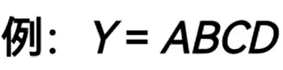 例：Y = ABCD